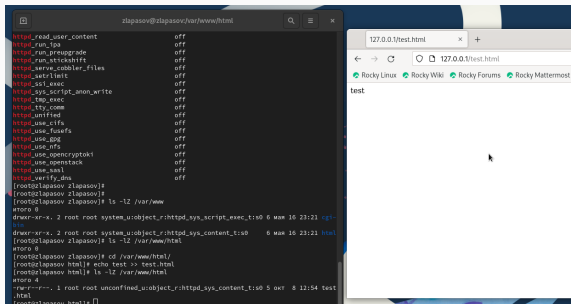 zlapasov@zlapasov:/var/www/html
httpd_read_user_content off
httpd_run_ipa off
httpd_run_preupgrade off
httpd_run_stickshift off
httpd_serve_cobbler_files off
httpd_setrlimit off
httpd_ssi_exec off
httpd_sys_script_anon_write off
httpd_tmp_exec off
httpd_tty_comm off
httpd_unified off
httpd_use_cifs off
httpd_use_fusefs off
httpd_use_gpg off
httpd_use_nfs off
httpd_use_opencryptoki off
httpd_use_openstack off
httpd_use_sasl off
httpd_verify_dns off
[root@zlapasov zlapasov]#
[root@zlapasov zlapasov]#
[root@zlapasov zlapasov]# ls -lZ /var/www
итого 0
drwxr-xr-x. 2 root root system_u:object_r:httpd_sys_script_exec_t:s0 6 мая 16 23:21 cgi-
bin
drwxr-xr-x. 2 root root system_u:object_r:httpd_sys_content_t:s0 6 мая 16 23:21 html
[root@zlapasov zlapasov]# ls -lZ /var/www/html
итого 0
[root@zlapasov zlapasov]# cd /var/www/html/
[root@zlapasov html]# echo test >> test.html
[root@zlapasov html]# ls -lZ /var/www/html
итого 4
-rw-r--r--. 1 root root unconfined_u:object_r:httpd_sys_content_t:s0 5 окт 8 12:54 test
.html
[root@zlapasov html]#
127.0.0.1/test.html
127.0.0.1/test.html
Rocky Linux Rocky Wiki Rocky Forums Rocky Mattermost
test